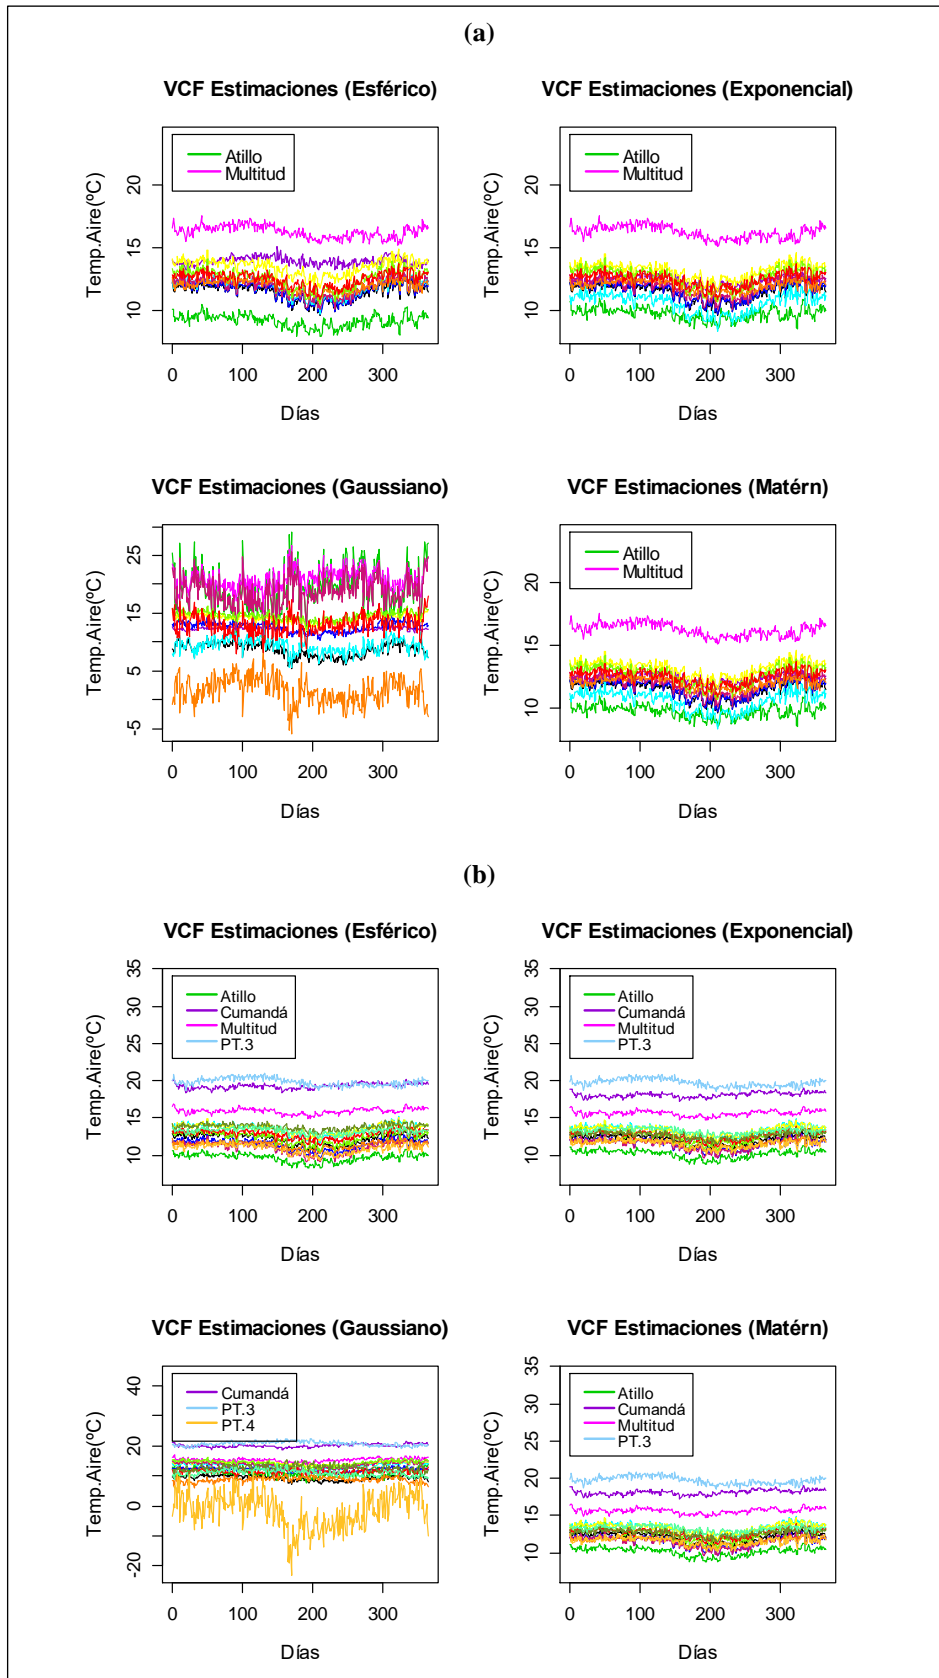 (a)
VCF Estimaciones (Esférico)
Temp.Aire(ºC)
20
15
10
Atillo
Multitud
0 100 200 300
Días
VCF Estimaciones (Exponencial)
Temp.Aire(ºC)
20
15
10
Atillo
Multitud
0 100 200 300
Días
VCF Estimaciones (Gaussiano)
Temp.Aire(ºC)
25
15
5
-5
0 100 200 300
Días
VCF Estimaciones (Matérn)
Temp.Aire(ºC)
20
15
10
Atillo
Multitud
0 100 200 300
Días
(b)
VCF Estimaciones (Esférico)
Temp.Aire(ºC)
35
30
25
20
15
10
Atillo
Cumandá
Multitud
PT.3
0 100 200 300
Días
VCF Estimaciones (Exponencial)
Temp.Aire(ºC)
35
30
25
20
15
10
Atillo
Cumandá
Multitud
PT.3
0 100 200 300
Días
VCF Estimaciones (Gaussiano)
Temp.Aire(ºC)
40
20
0
-20
Cumandá
PT.3
PT.4
0 100 200 300
Días
VCF Estimaciones (Matérn)
Temp.Aire(ºC)
35
30
25
20
15
10
Atillo
Cumandá
Multitud
PT.3
0 100 200 300
Días